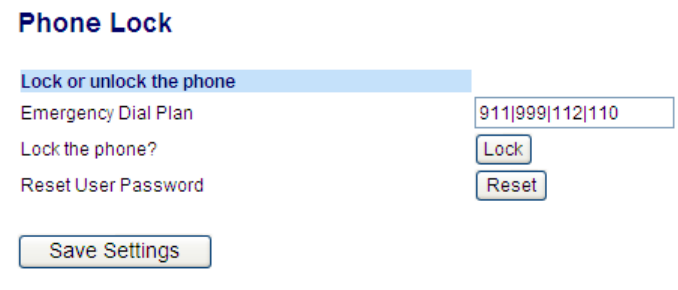 Phone Lock
Lock or unlock the phone
Emergency Dial Plan 911|999|112|110
Lock the phone? Lock
Reset User Password Reset
Save Settings